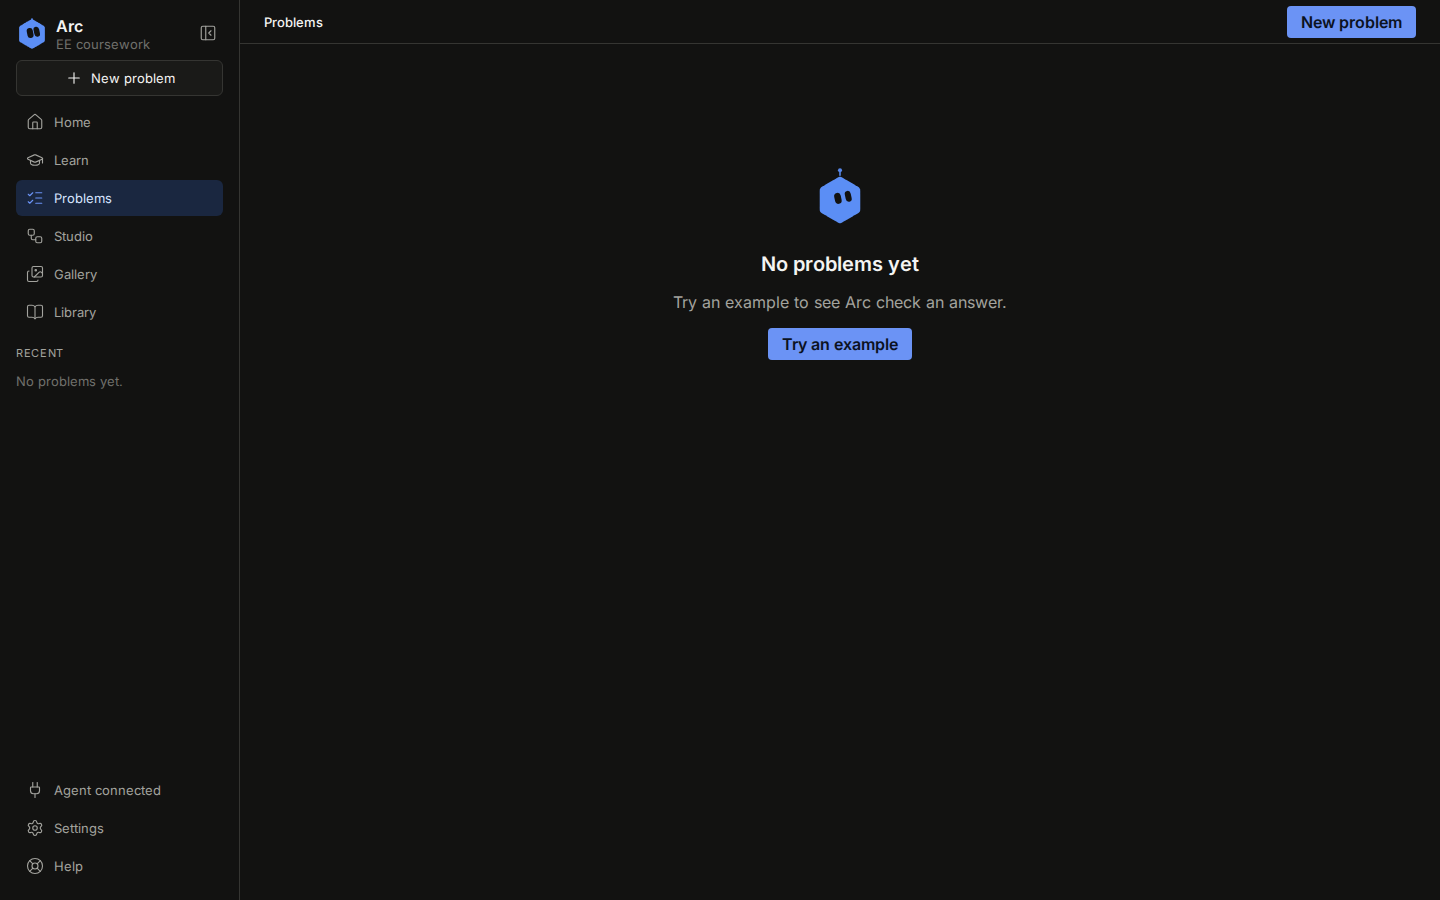 Arc
EE coursework
New problem
Home
Learn
Problems
Studio
Gallery
Library
RECENT
No problems yet.
Agent connected
Settings
Help
Problems
New problem
No problems yet
Try an example to see Arc check an answer.
Try an example